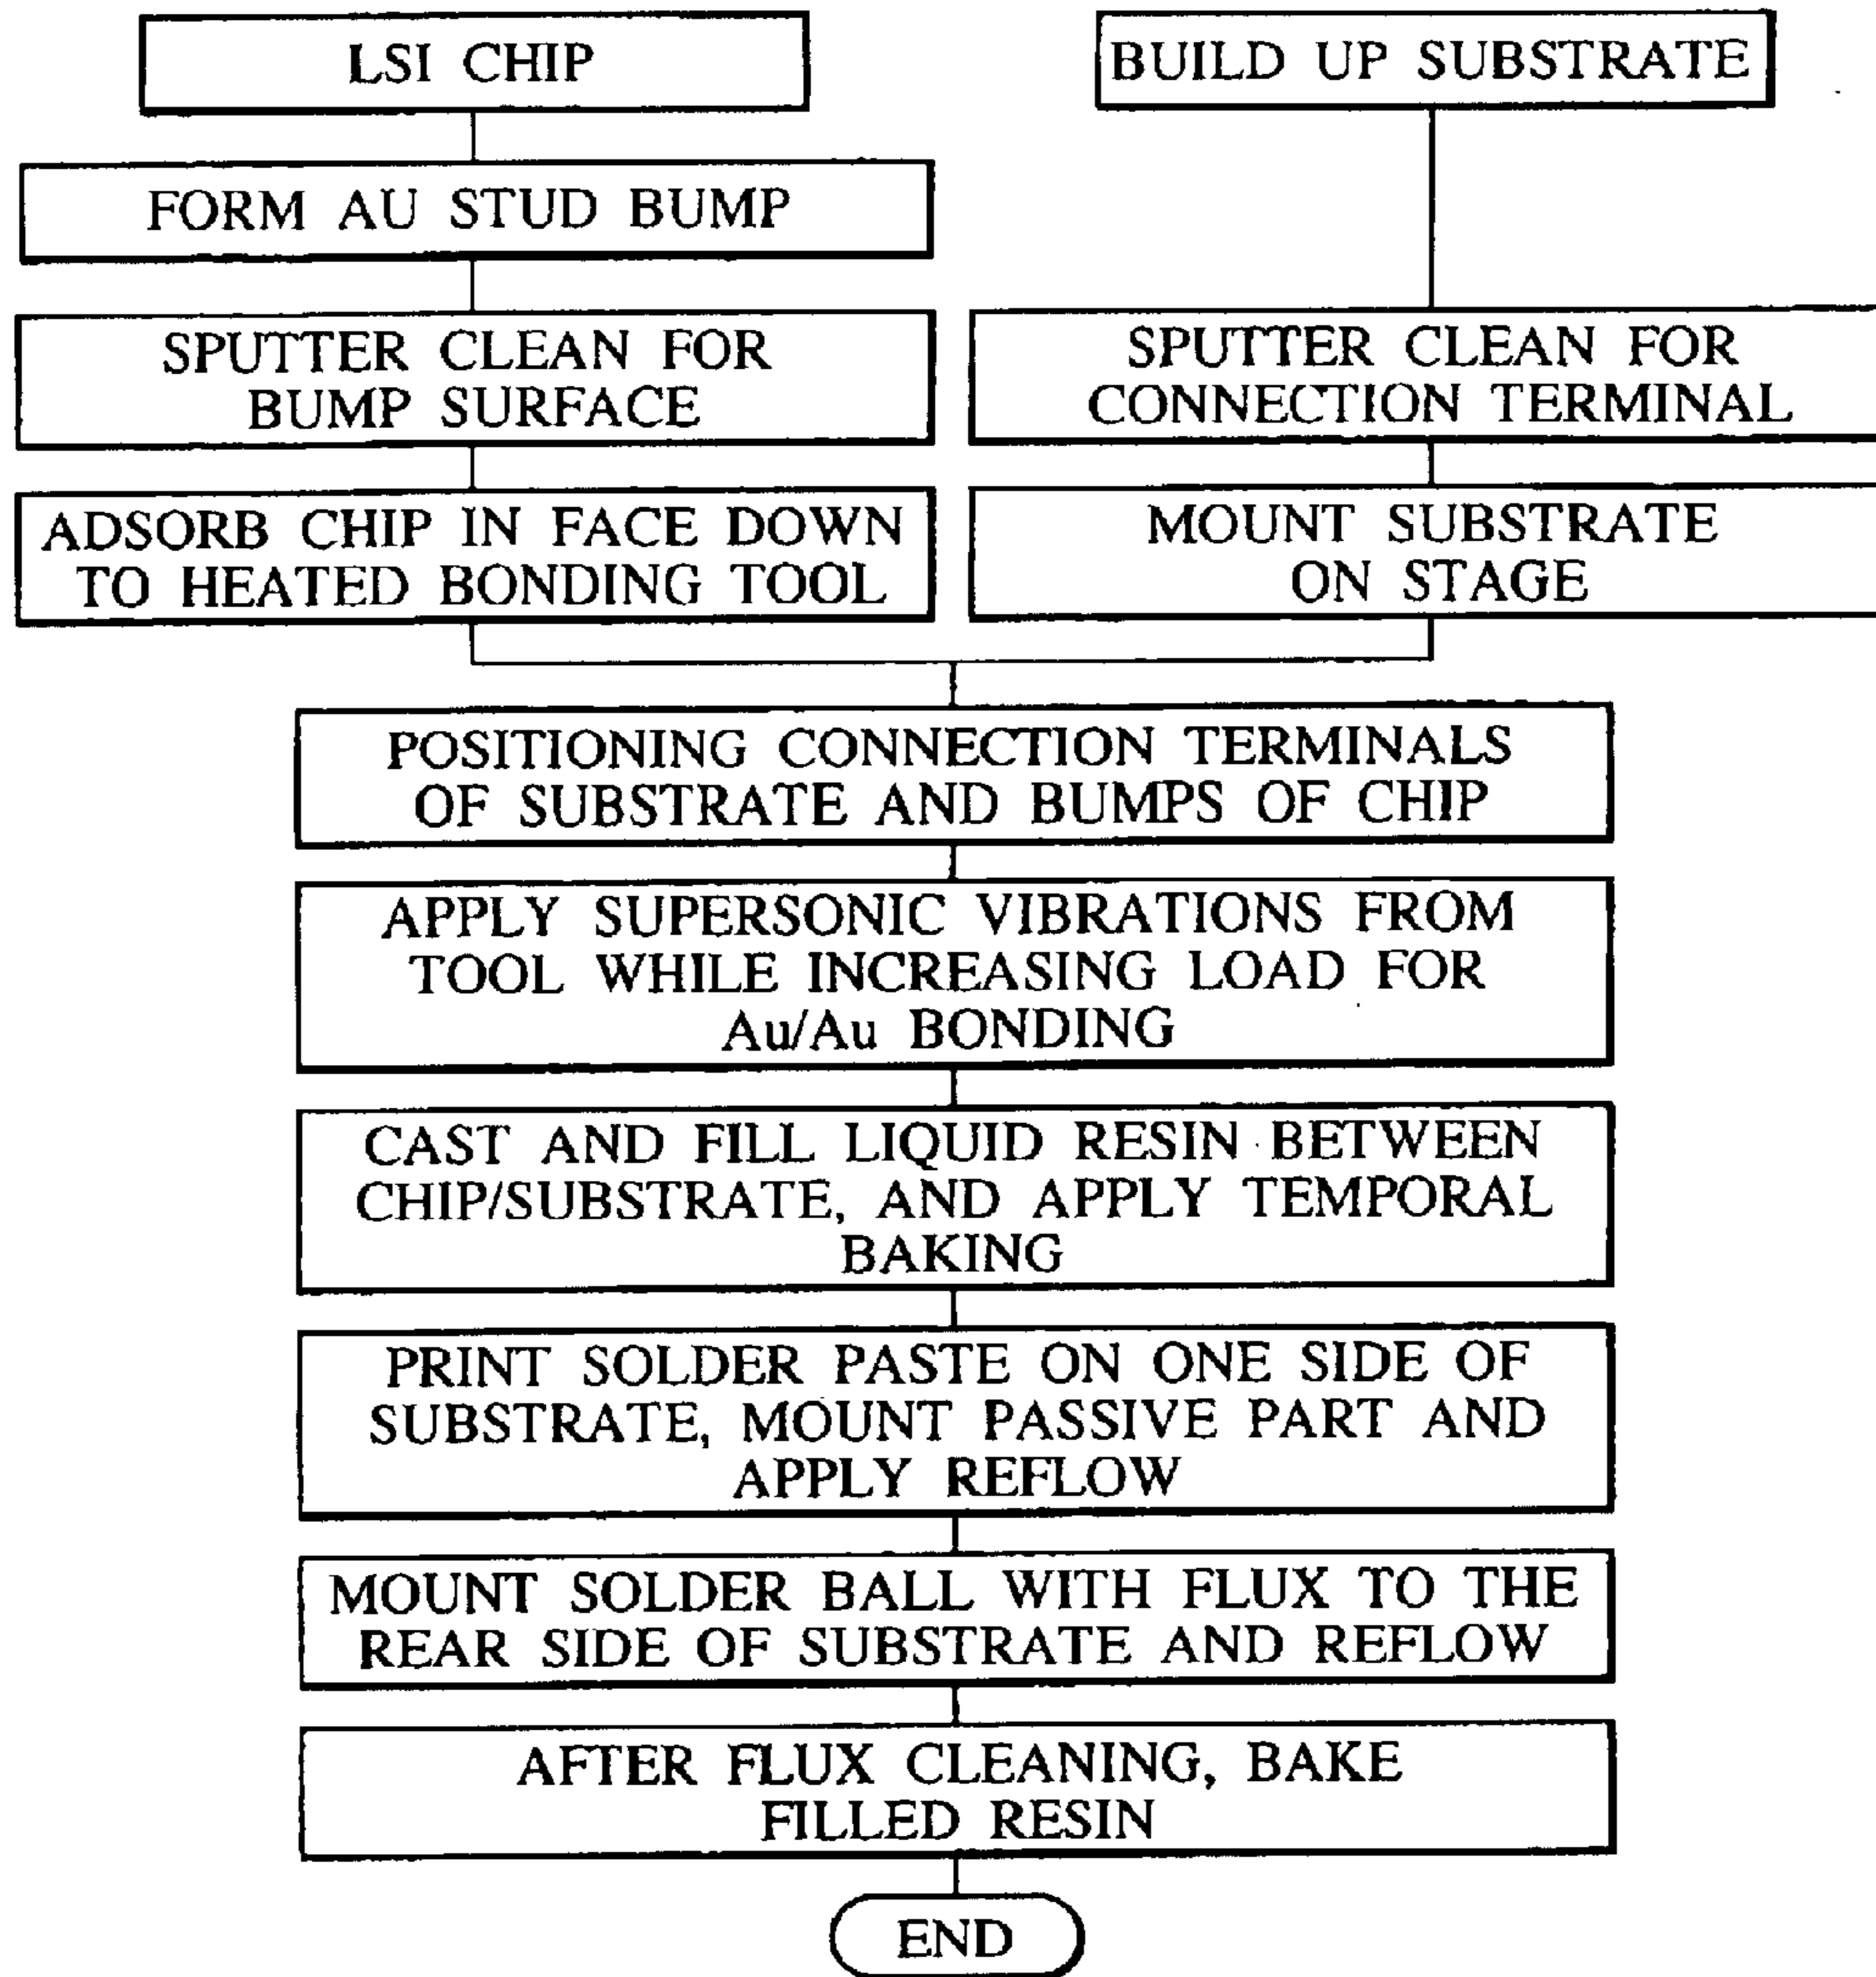 LSI CHIP
BUILD UP SUBSTRATE
FORM AU STUD BUMP
SPUTTER CLEAN FOR
BUMP SURFACE
SPUTTER CLEAN FOR
CONNECTION TERMINAL
ADSORB CHIP IN FACE DOWN
TO HEATED BONDING TOOL
MOUNT SUBSTRATE
ON STAGE
POSITIONING CONNECTION TERMINALS
OF SUBSTRATE AND BUMPS OF CHIP
APPLY SUPERSONIC VIBRATIONS FROM
TOOL WHILE INCREASING LOAD FOR
Au/Au BONDING
CAST AND FILL LIQUID RESIN BETWEEN
CHIP/SUBSTRATE, AND APPLY TEMPORAL
BAKING
PRINT SOLDER PASTE ON ONE SIDE OF
SUBSTRATE, MOUNT PASSIVE PART AND
APPLY REFLOW
MOUNT SOLDER BALL WITH FLUX TO THE
REAR SIDE OF SUBSTRATE AND REFLOW
AFTER FLUX CLEANING, BAKE
FILLED RESIN
END